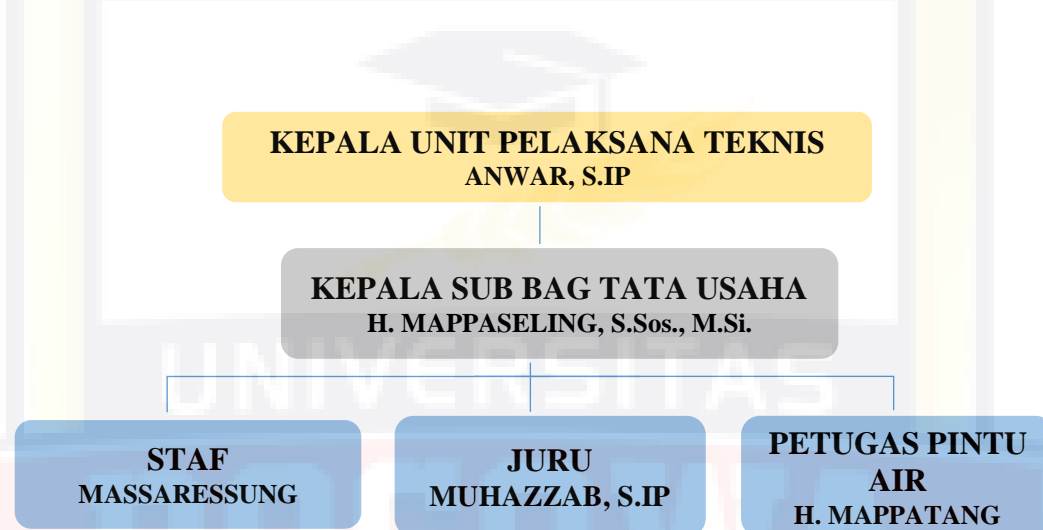 KEPALA UNIT PELAKSANA TEKNIS
ANWAR, S.IP
KEPALA SUB BAG TATA USAHA
H. MAPPASELING, S.Sos., M.Si.
UNIVERSITAS
STAF
MASSARESSUNG
JURU
MUHAZZAB, S.IP
PETUGAS PINTU
AIR
H. MAPPATANG